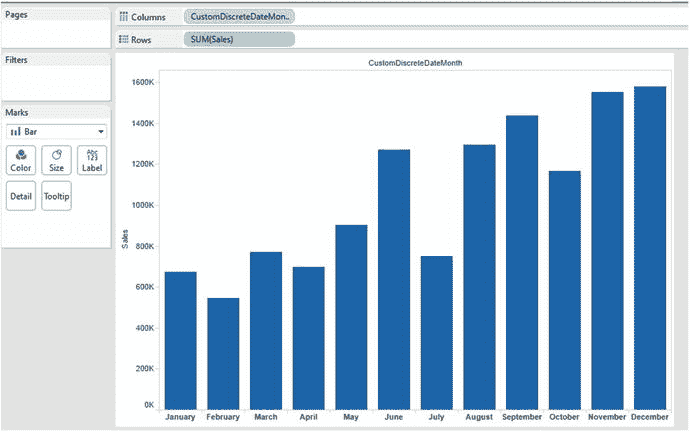 Pages
Columns
CustomDiscreteDateMon..
Rows
SUM(Sales)
Filters
Marks
Bar
Color
Size
Abc
123
Label
Detail
Tooltip
CustomDiscreteDateMonth
1600K
1400K
1200K
1000K
800K
600K
400K
200K
0K
Sales
January February March April May June July August September October November December